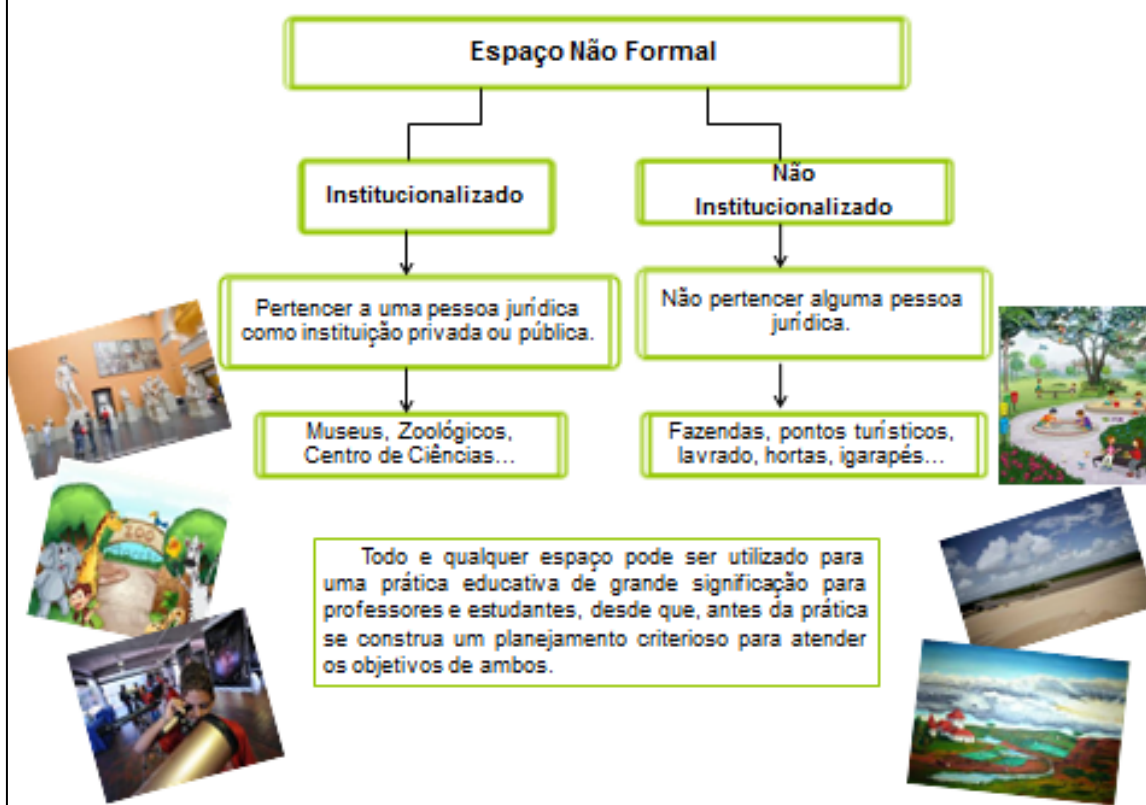 Espaço Não Formal
Institucionalizado
Não
Institucionalizado
Pertencer a uma pessoa jurídica
como instituição privada ou pública.
Não pertencer alguma pessoa
jurídica.
Museus, Zoológicos,
Centro de Ciências...
Fazendas, pontos turísticos,
lavrado, hortas, igarapés...
ZOO
Todo e qualquer espaço pode ser utilizado para
uma prática educativa de grande significação para
professores e estudantes, desde que, antes da prática
se construa um planejamento criterioso para atender
os objetivos de ambos.